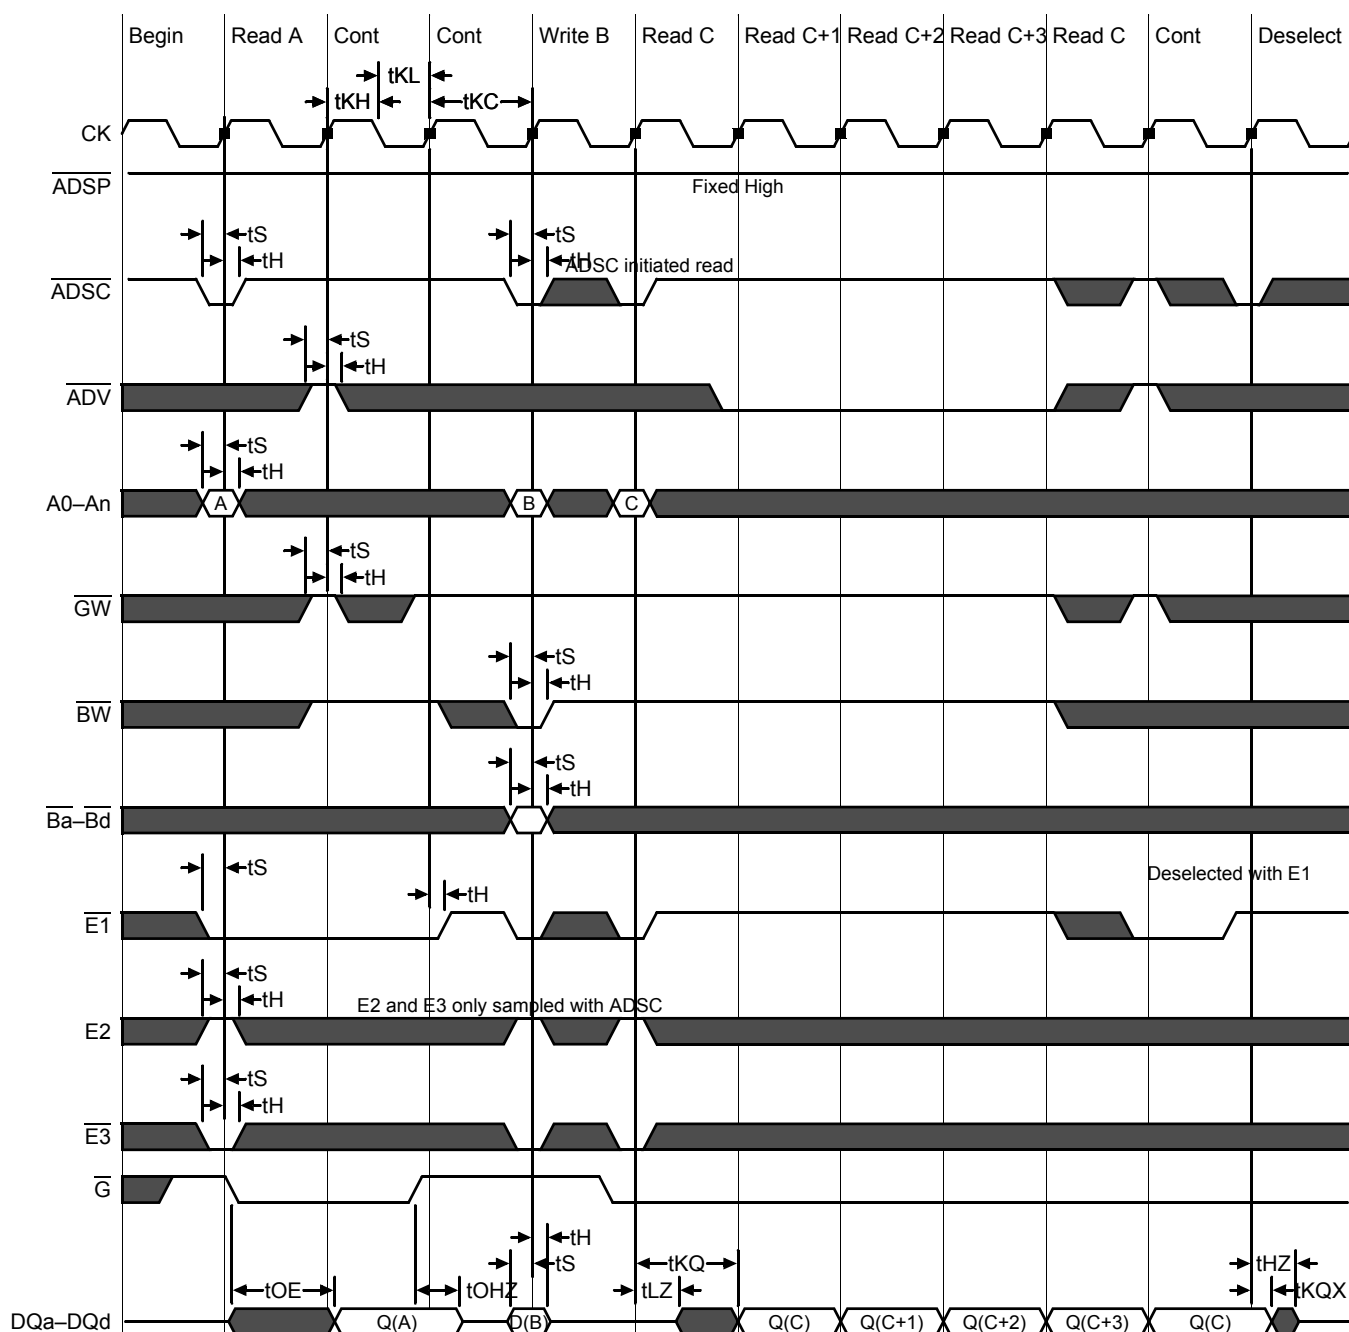 Begin Read A Cont Cont Write B Read C Read C+1 Read C+2 Read C+3 Read C Cont Deselect
tKL
tKH tKC
CK
ADSP Fixed High
tS tS
tH tH ADSC initiated read
ADSC
tS
tH
ADV
tS
tH
A0–An A B C
tS
tH
GW
tS
tH
BW
tS
tH
Ba–Bd
tS Deselected with E1
tH
E1
tS
tH E2 and E3 only sampled with ADSC
E2
tS
tH
E3
G
tH
tS tKQ tHZ
tOE tOHZ tLZ tKQX
DQa–DQd Q(A) D(B) Q(C) Q(C+1) Q(C+2) Q(C+3) Q(C)